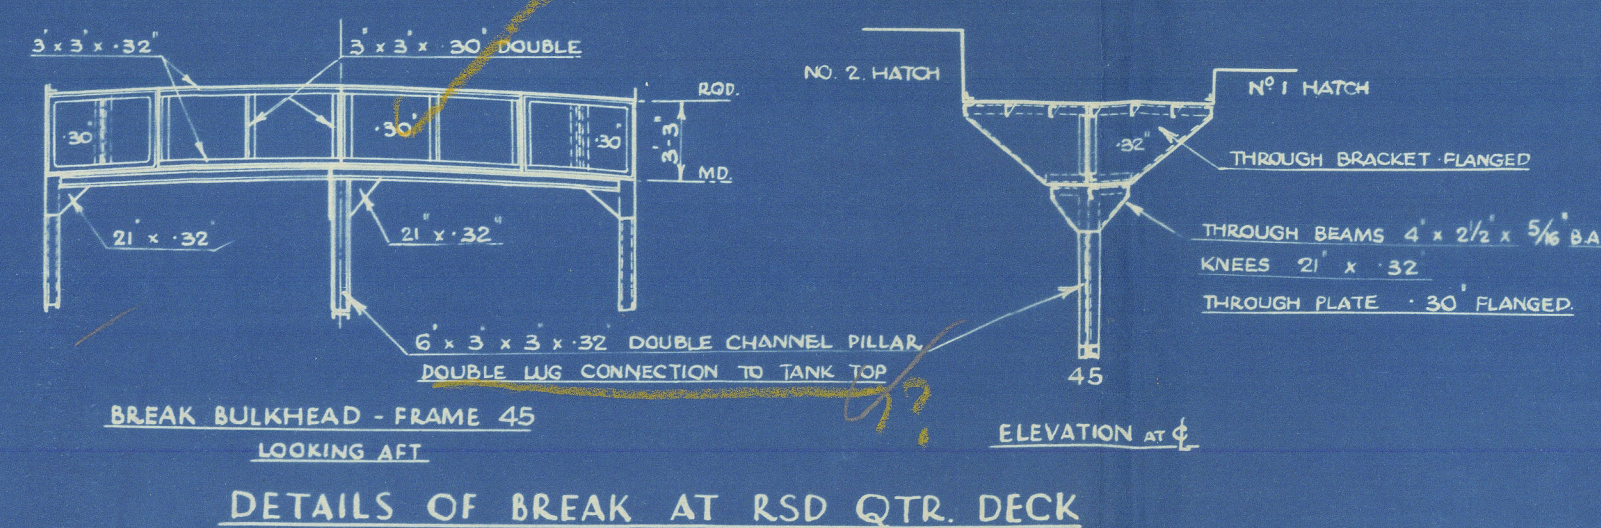 3" x 3" x .32"
3" x 3" x .30" DOUBLE
.30"
.30"
.30"
RQD.
3'-3"
MD.
21" x .32"
21" x .32"
6" x 3" x 3" x .32" DOUBLE CHANNEL PILLAR
DOUBLE LUG CONNECTION TO TANK TOP
?
BREAK BULKHEAD - FRAME 45
LOOKING AFT
NO. 2. HATCH
Nº 1 HATCH
.32"
THROUGH BRACKET FLANGED
THROUGH BEAMS 4" x 2½" x 5/16" B.A
KNEES 21" x .32"
THROUGH PLATE .30" FLANGED.
45
ELEVATION AT ℄
DETAILS OF BREAK AT RSD QTR. DECK